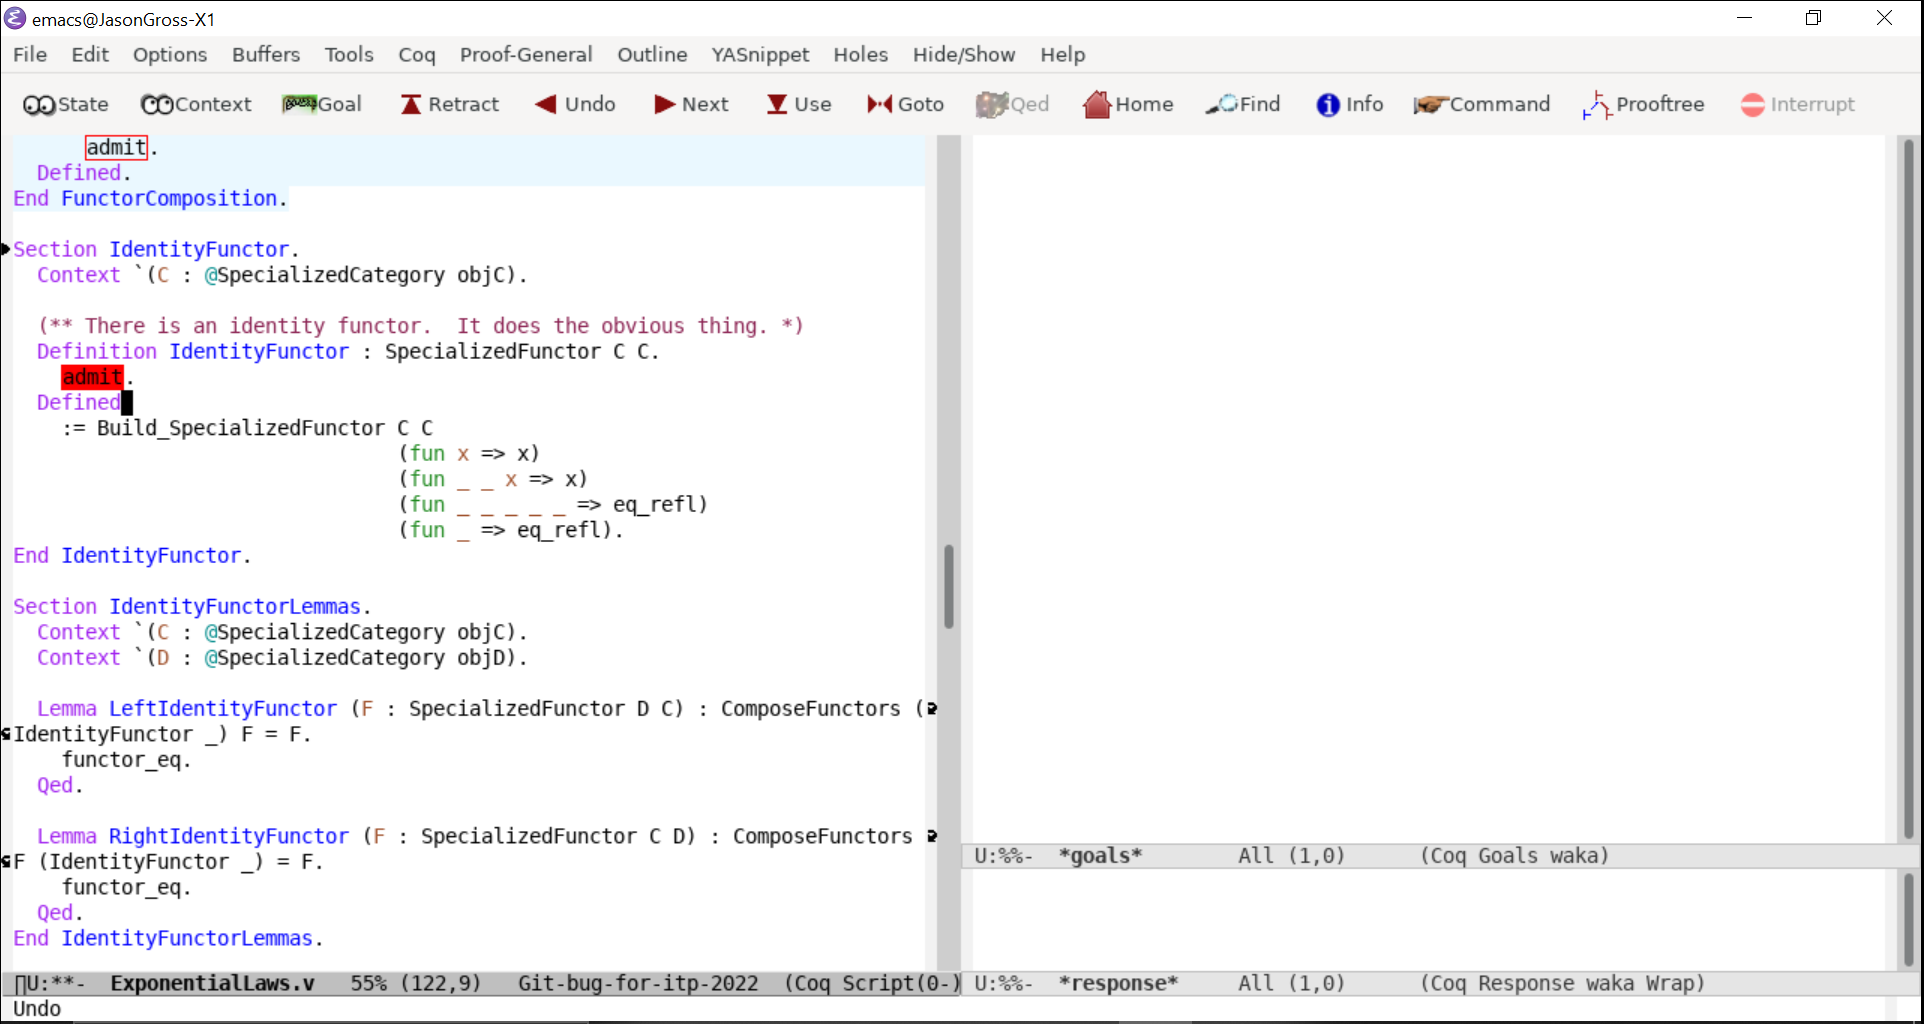 emacs@JasonGross-X1
File Edit Options Buffers Tools Coq Proof-General Outline YASnippet Holes Hide/Show Help
State Context Goal Retract Undo Next Use Goto Qed Home Find Info Command Prooftree Interrupt
admit.
Defined.
End FunctorComposition.
Section IdentityFunctor.
Context `(C : @SpecializedCategory objC).
(** There is an identity functor.  It does the obvious thing. *)
Definition IdentityFunctor : SpecializedFunctor C C.
admit.
Defined
:= Build_SpecializedFunctor C C
(fun x => x)
(fun _ _ x => x)
(fun _ _ _ _ _ => eq_refl)
(fun _ => eq_refl).
End IdentityFunctor.
Section IdentityFunctorLemmas.
Context `(C : @SpecializedCategory objC).
Context `(D : @SpecializedCategory objD).
Lemma LeftIdentityFunctor (F : SpecializedFunctor D C) : ComposeFunctors (
IdentityFunctor _) F = F.
functor_eq.
Qed.
Lemma RightIdentityFunctor (F : SpecializedFunctor C D) : ComposeFunctors
F (IdentityFunctor _) = F.
functor_eq.
Qed.
End IdentityFunctorLemmas.
U:**-  ExponentialLaws.v   55% (122,9)   Git-bug-for-itp-2022  (Coq Script(0-)
Undo
U:%%-  *goals*        All (1,0)      (Coq Goals waka)
U:%%-  *response*     All (1,0)      (Coq Response waka Wrap)